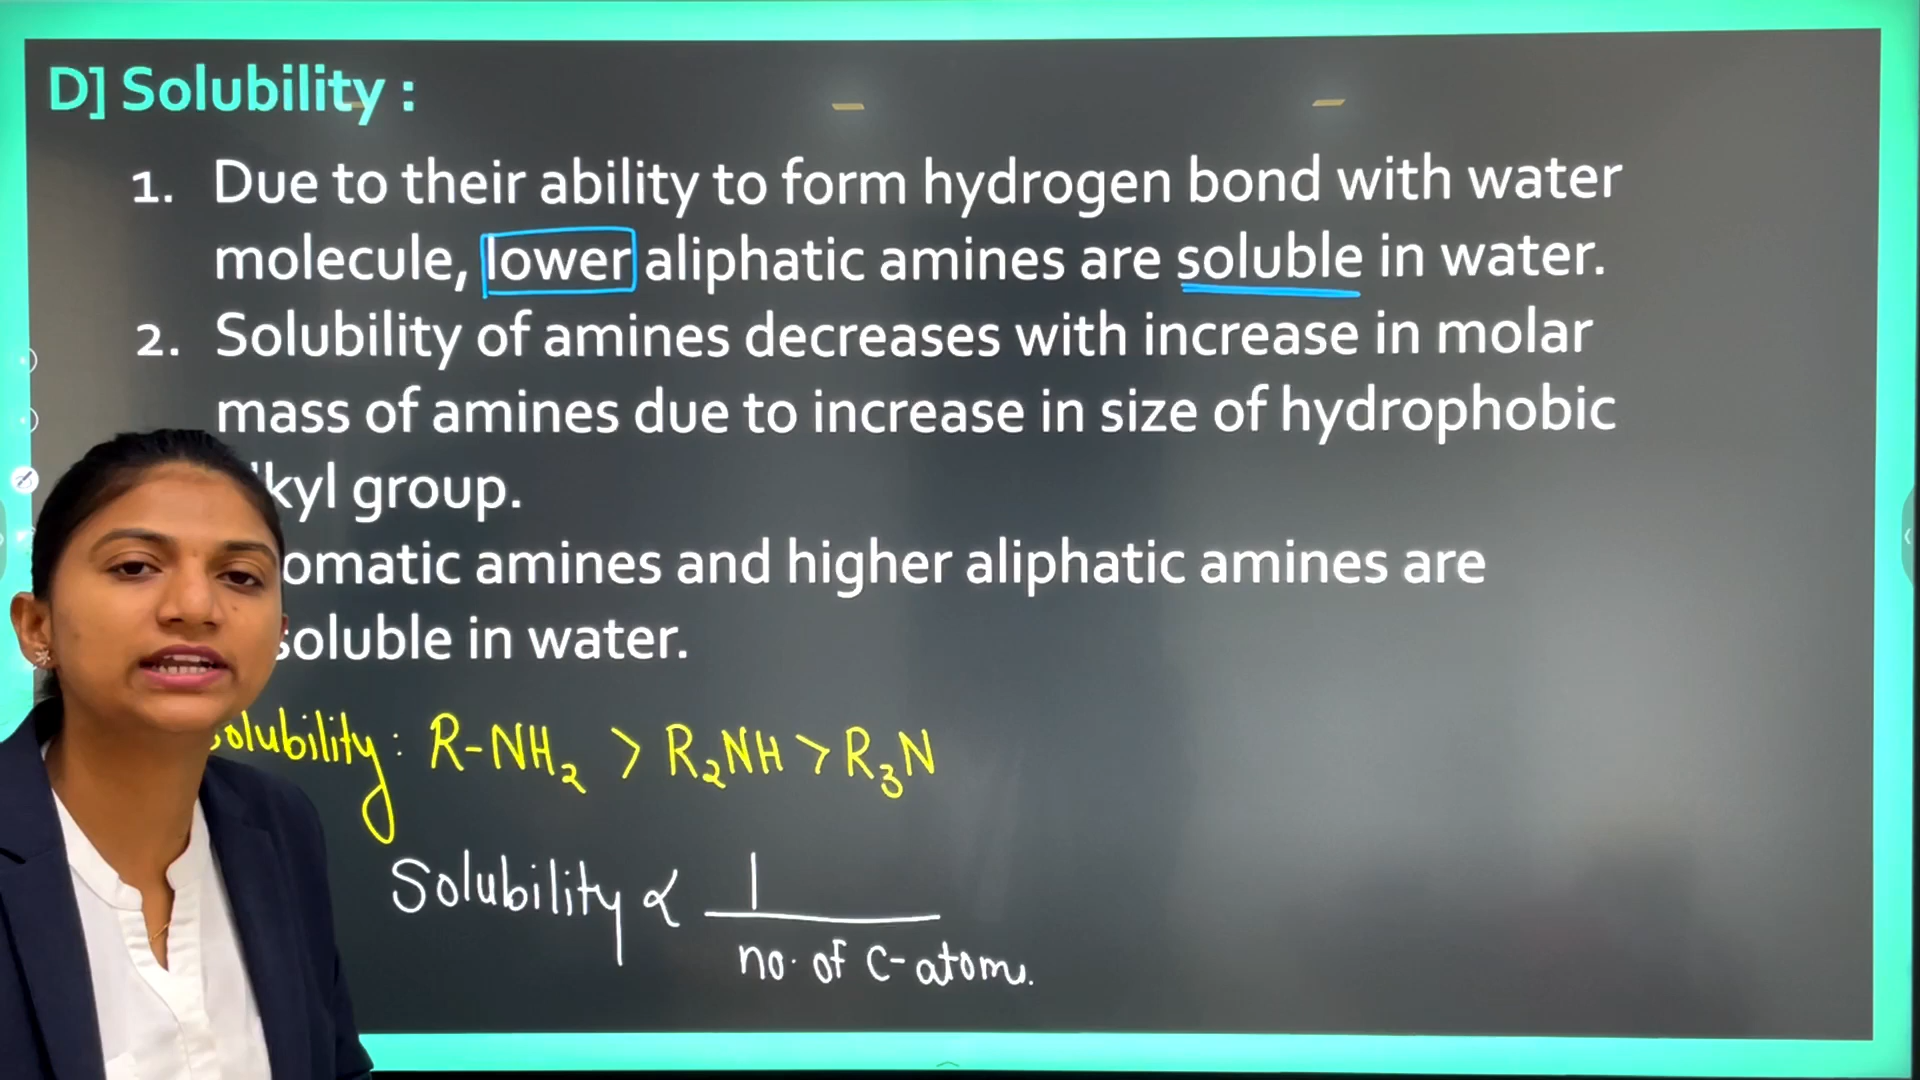 D] Solubility :
1. Due to their ability to form hydrogen bond with water
molecule, lower aliphatic amines are soluble in water.
2. Solubility of amines decreases with increase in molar
mass of amines due to increase in size of hydrophobic
kyl group.
omatic amines and higher aliphatic amines are
soluble in water.
olubility : R-NH₂ > R₂NH > R₃N
Solubility ∝ 1
no. of C-atoms.